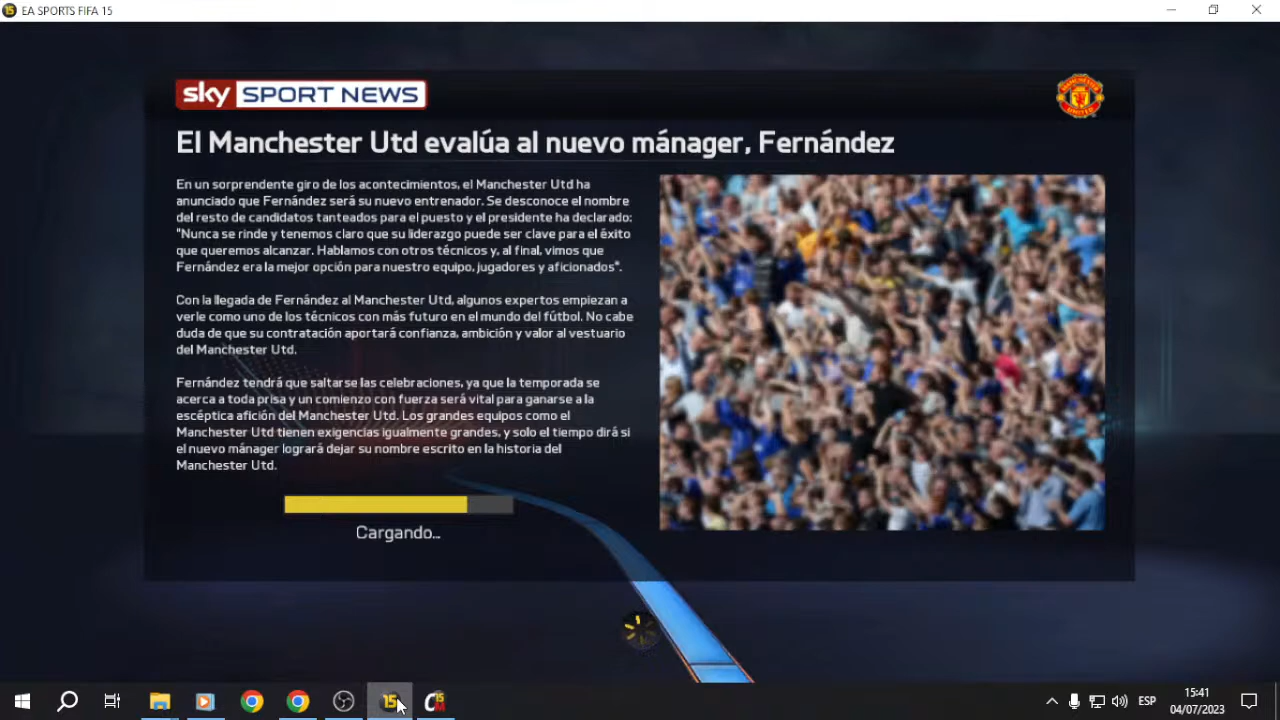 EA SPORTS FIFA 15
sky SPORT NEWS
El Manchester Utd evalúa al nuevo mánager, Fernández
En un sorprendente giro de los acontecimientos, el Manchester Utd ha
anunciado que Fernández será su nuevo entrenador. Se desconoce el nombre
del resto de candidatos tanteados para el puesto y el presidente ha declarado:
"Nunca se rinde y tenemos claro que su liderazgo puede ser clave para el éxito
que queremos alcanzar. Hablamos con otros técnicos y, al final, vimos que
Fernández era la mejor opción para nuestro equipo, jugadores y aficionados".
Con la llegada de Fernández al Manchester Utd, algunos expertos empiezan a
verle como uno de los técnicos con más futuro en el mundo del fútbol. No cabe
duda de que su contratación aportará confianza, ambición y valor al vestuario
del Manchester Utd.
Fernández tendrá que saltarse las celebraciones, ya que la temporada se
acerca a toda prisa y un comienzo con fuerza será vital para ganarse a la
escéptica afición del Manchester Utd. Los grandes equipos como el
Manchester Utd tienen exigencias igualmente grandes, y solo el tiempo dirá si
el nuevo mánager logrará dejar su nombre escrito en la historia del
Manchester Utd.
Cargando...
MANCHESTER
UNITED
15
15
ESP
15:41
04/07/2023